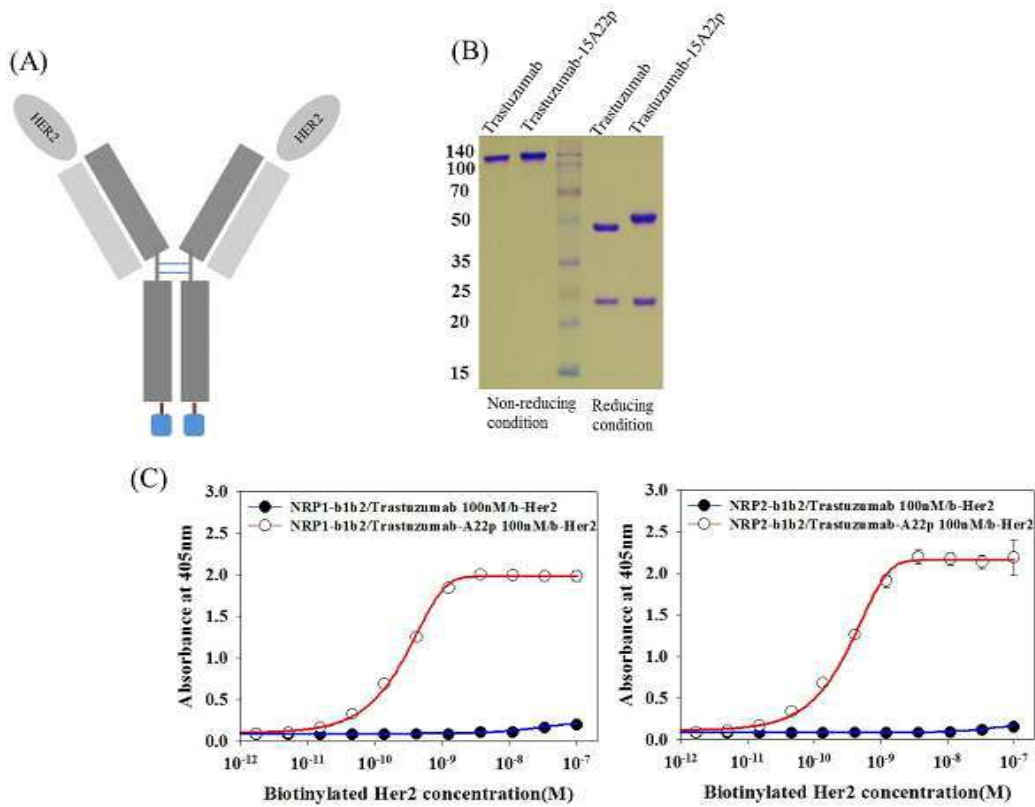 (A)
HER2
HER2
(B)
Trastuzumab
Trastuzumab-15A22p
Trastuzumab
Trastuzumab-15A22p
140
100
70
50
35
25
20
15
Non-reducing
condition
Reducing
condition
(C)
NRP1-b1b2/Trastuzumab 100nM/b-Her2
NRP1-b1b2/Trastuzumab-A22p 100nM/b-Her2
Absorbance at 405nm
3.0
2.5
2.0
1.5
1.0
0.5
0.0
10⁻¹² 10⁻¹¹ 10⁻¹⁰ 10⁻⁹ 10⁻⁸ 10⁻⁷
Biotinylated Her2 concentration(M)
NRP2-b1b2/Trastuzumab 100nM/b-Her2
NRP2-b1b2/Trastuzumab-A22p 100nM/b-Her2
Absorbance at 405nm
3.0
2.5
2.0
1.5
1.0
0.5
0.0
10⁻¹² 10⁻¹¹ 10⁻¹⁰ 10⁻⁹ 10⁻⁸ 10⁻⁷
Biotinylated Her2 concentration(M)